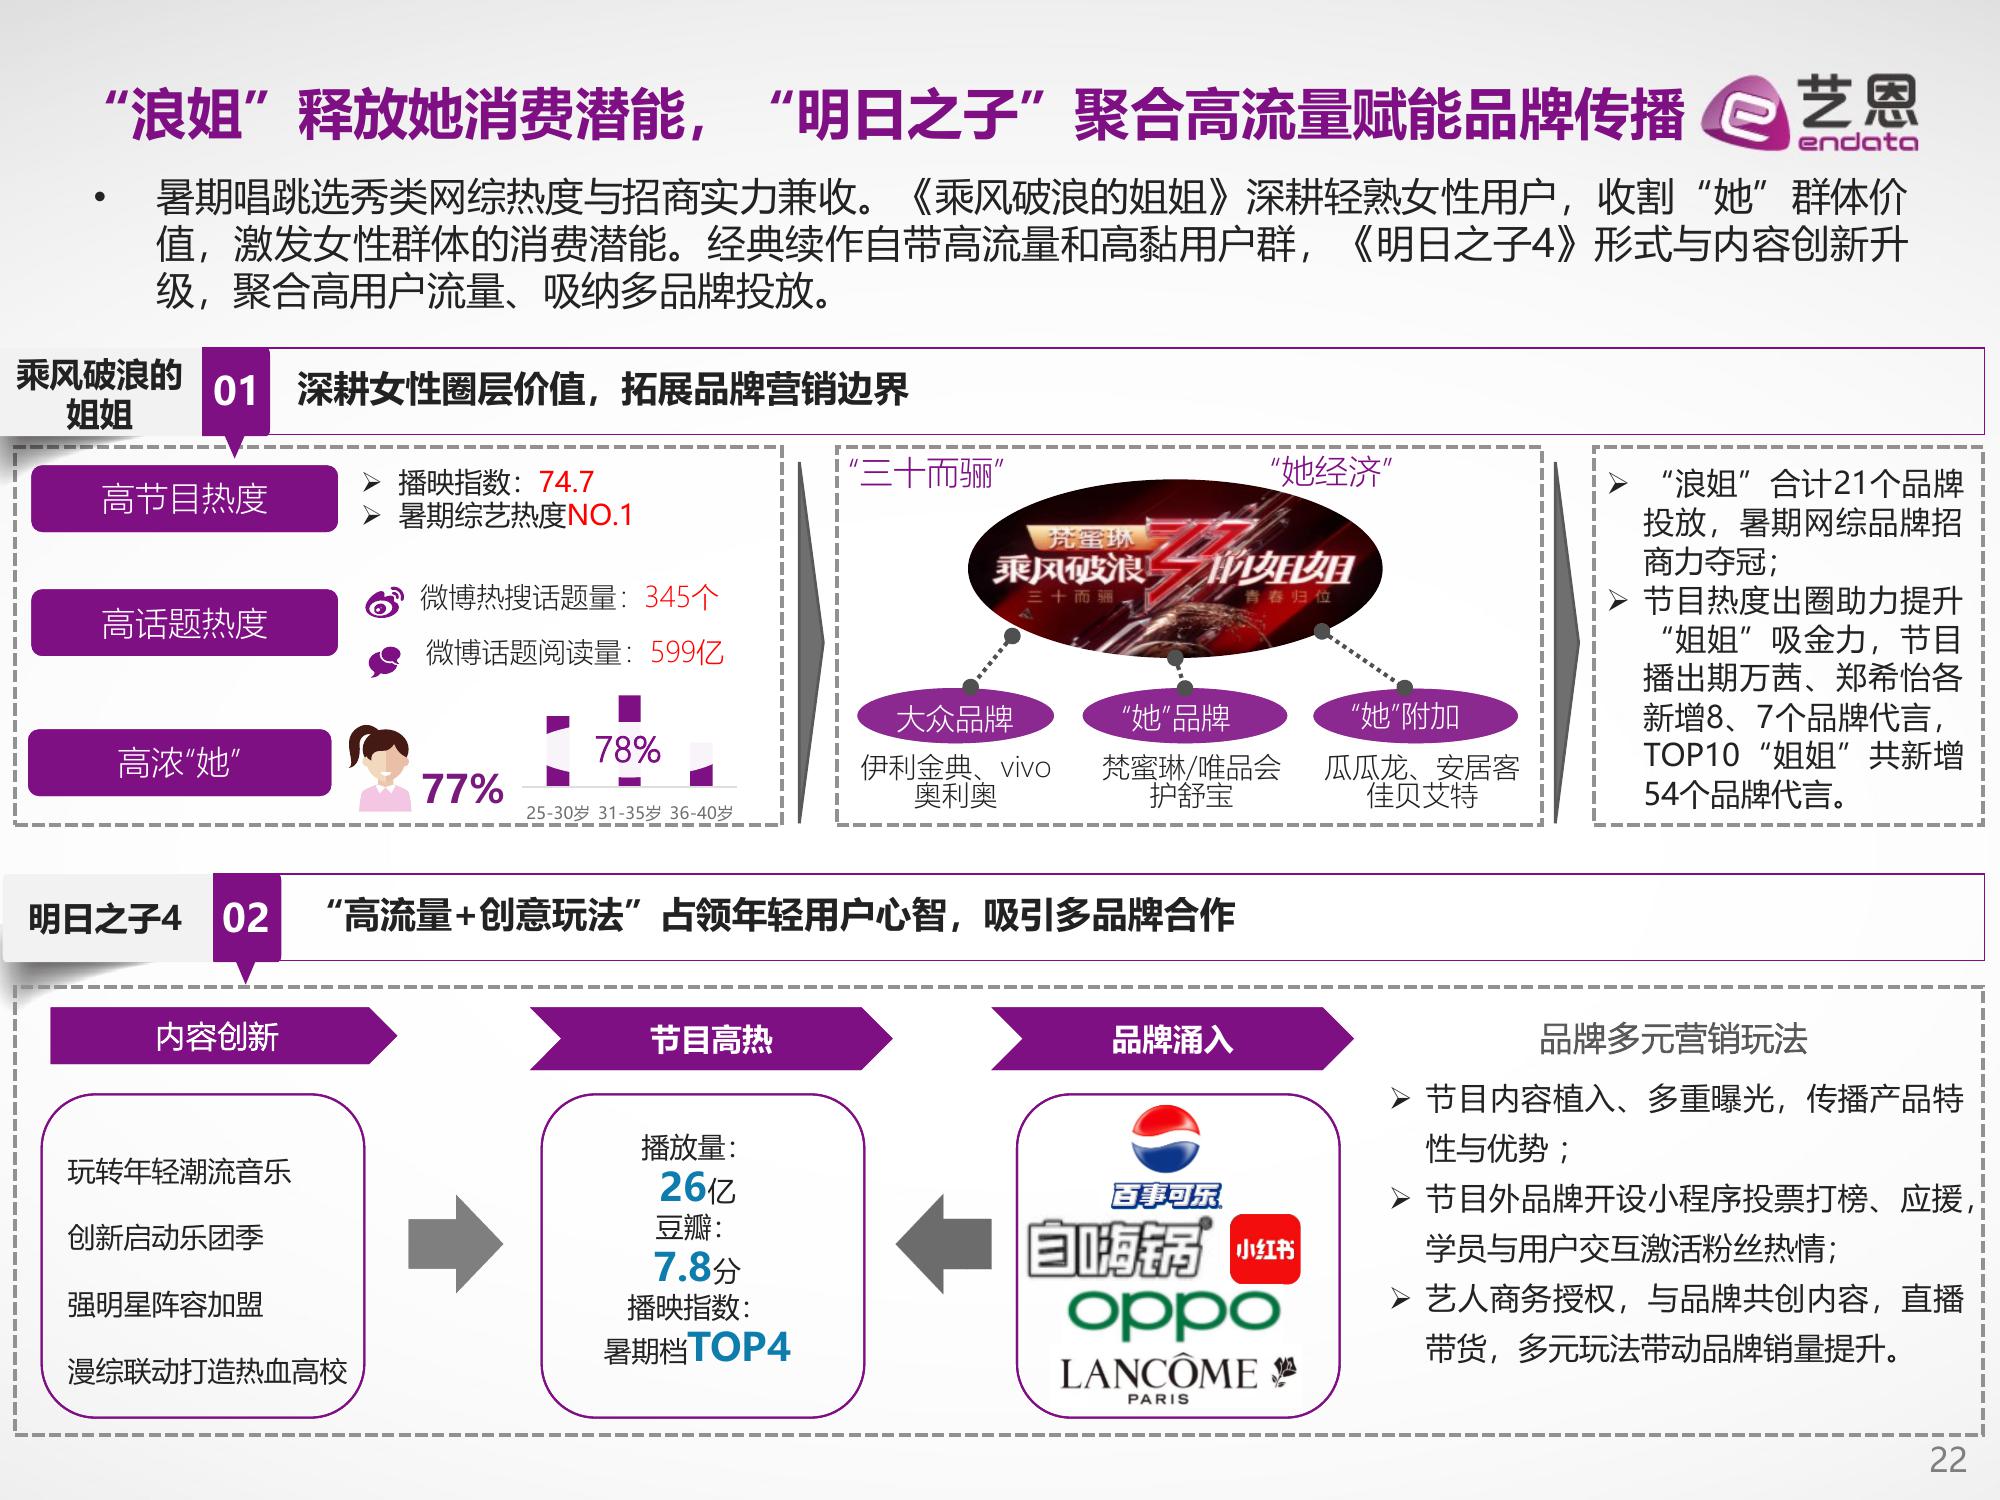 “浪姐”释放她消费潜能，“明日之子”聚合高流量赋能品牌传播
艺恩
endata
• 暑期唱跳选秀类网综热度与招商实力兼收。《乘风破浪的姐姐》深耕轻熟女性用户，收割“她”群体价
值，激发女性群体的消费潜能。经典续作自带高流量和高黏用户群，《明日之子4》形式与内容创新升
级，聚合高用户流量、吸纳多品牌投放。
乘风破浪的
姐姐
01
深耕女性圈层价值，拓展品牌营销边界
高节目热度
➢ 播映指数：74.7
➢ 暑期综艺热度NO.1
高话题热度
微博热搜话题量：345个
微博话题阅读量：599亿
高浓“她”
77%
78%
25-30岁 31-35岁 36-40岁
“三十而骊”
“她经济”
梵蜜琳
乘风破浪的姐姐
三十而骊 青春归位
大众品牌
“她”品牌
“她”附加
伊利金典、vivo
奥利奥
梵蜜琳/唯品会
护舒宝
瓜瓜龙、安居客
佳贝艾特
➢ “浪姐”合计21个品牌
投放，暑期网综品牌招
商力夺冠；
➢ 节目热度出圈助力提升
“姐姐”吸金力，节目
播出期万茜、郑希怡各
新增8、7个品牌代言，
TOP10“姐姐”共新增
54个品牌代言。
明日之子4
02
“高流量+创意玩法”占领年轻用户心智，吸引多品牌合作
内容创新
玩转年轻潮流音乐
创新启动乐团季
强明星阵容加盟
漫综联动打造热血高校
节目高热
播放量：
26亿
豆瓣：
7.8分
播映指数：
暑期档TOP4
品牌涌入
百事可乐
自嗨锅
小红书
oppo
LANCÔME
PARIS
品牌多元营销玩法
➢ 节目内容植入、多重曝光，传播产品特
性与优势 ；
➢ 节目外品牌开设小程序投票打榜、应援，
学员与用户交互激活粉丝热情；
➢ 艺人商务授权，与品牌共创内容，直播
带货，多元玩法带动品牌销量提升。
22